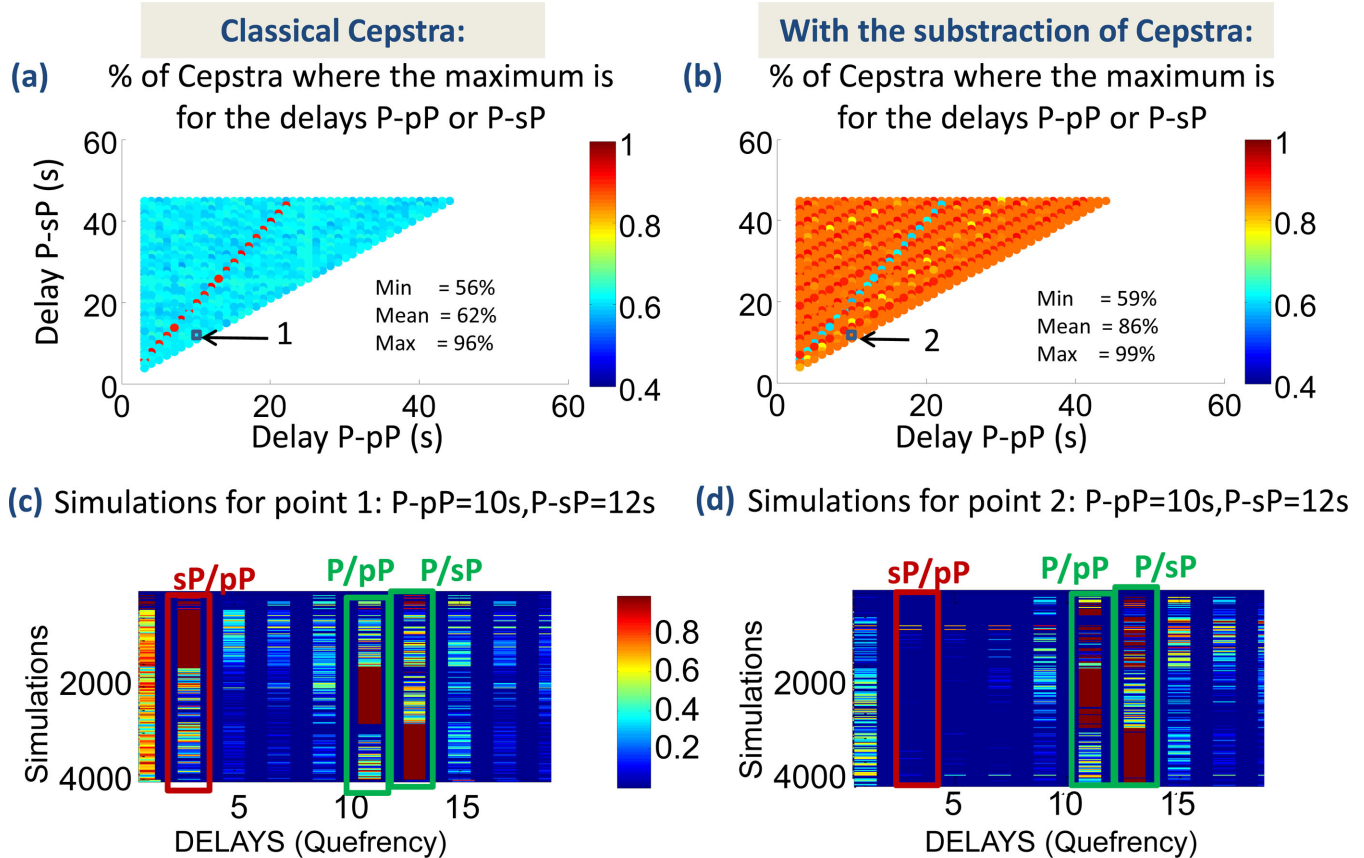 Classical Cepstra:
With the substraction of Cepstra:
(a)
% of Cepstra where the maximum is
for the delays P-pP or P-sP
60
40
20
0
Delay P-sP (s)
0
20
40
60
Delay P-pP (s)
Min = 56%
Mean = 62%
Max = 96%
1
1
0.8
0.6
0.4
(b)
% of Cepstra where the maximum is
for the delays P-pP or P-sP
60
40
20
0
0
20
40
60
Delay P-pP (s)
Min = 59%
Mean = 86%
Max = 99%
2
1
0.8
0.6
0.4
(c) Simulations for point 1: P-pP=10s,P-sP=12s
sP/pP
P/pP
P/sP
Simulations
2000
4000
5
10
15
DELAYS (Quefrency)
0.8
0.6
0.4
0.2
(d) Simulations for point 2: P-pP=10s,P-sP=12s
sP/pP
P/pP
P/sP
Simulations
2000
4000
5
10
15
DELAYS (Quefrency)